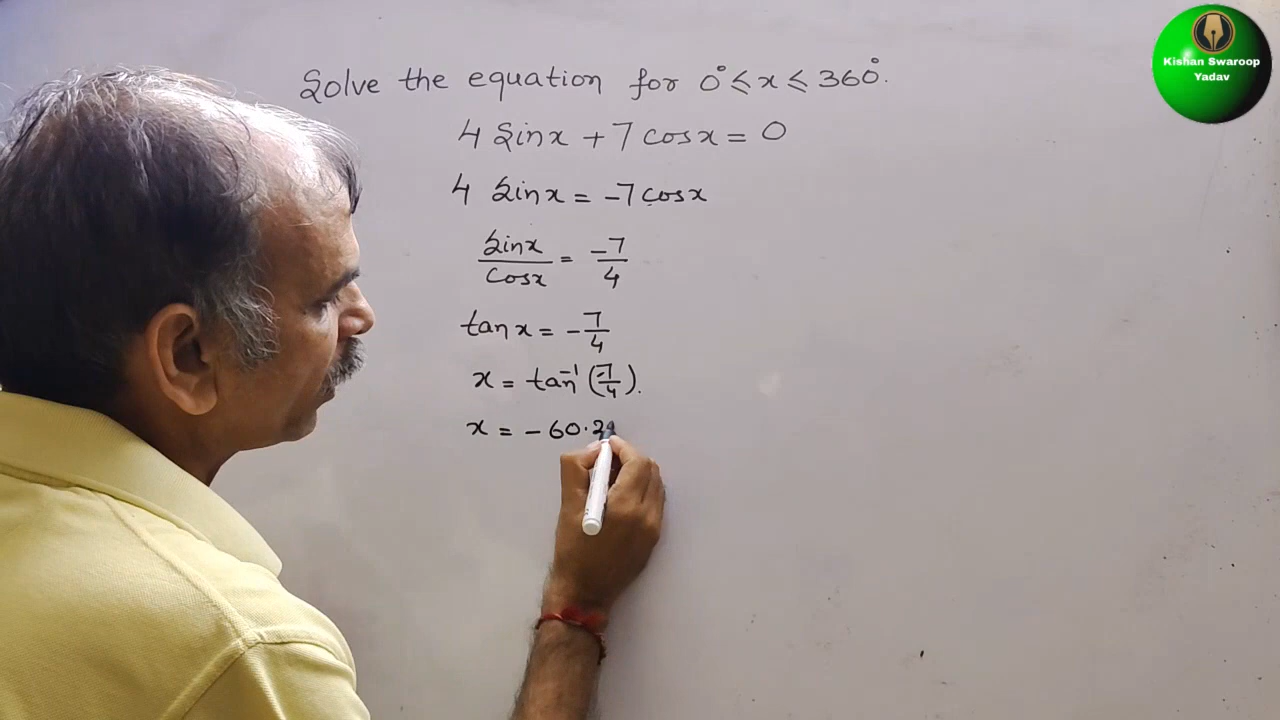 Kishan Swaroop
Yadav
Solve the equation for 0° ⩽ x ⩽ 360°.
4 Sinx + 7 cosx = 0
4 Sinx = -7 cosx
Sinx/Cosx = -7/4
tan x = -7/4
x = tan⁻¹(-7/4).
x = - 60.2